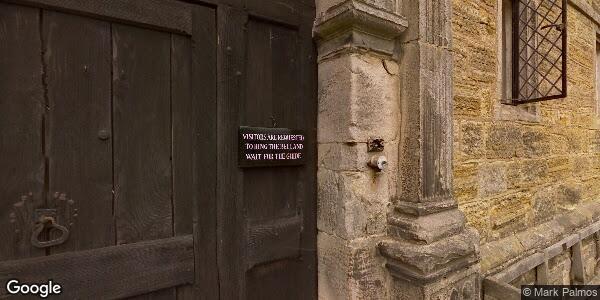 VISITORS ARE REQUESTED
TO RING THE BELL AND
WAIT FOR THE GUIDE
Google
© Mark Palmos